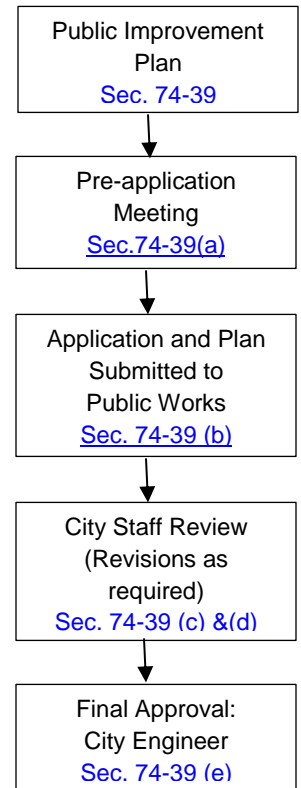 Public Improvement
Plan
Sec. 74-39
Pre-application
Meeting
Sec.74-39(a)
Application and Plan
Submitted to
Public Works
Sec. 74-39 (b)
City Staff Review
(Revisions as
required)
Sec. 74-39 (c) &(d)
Final Approval:
City Engineer
Sec. 74-39 (e)